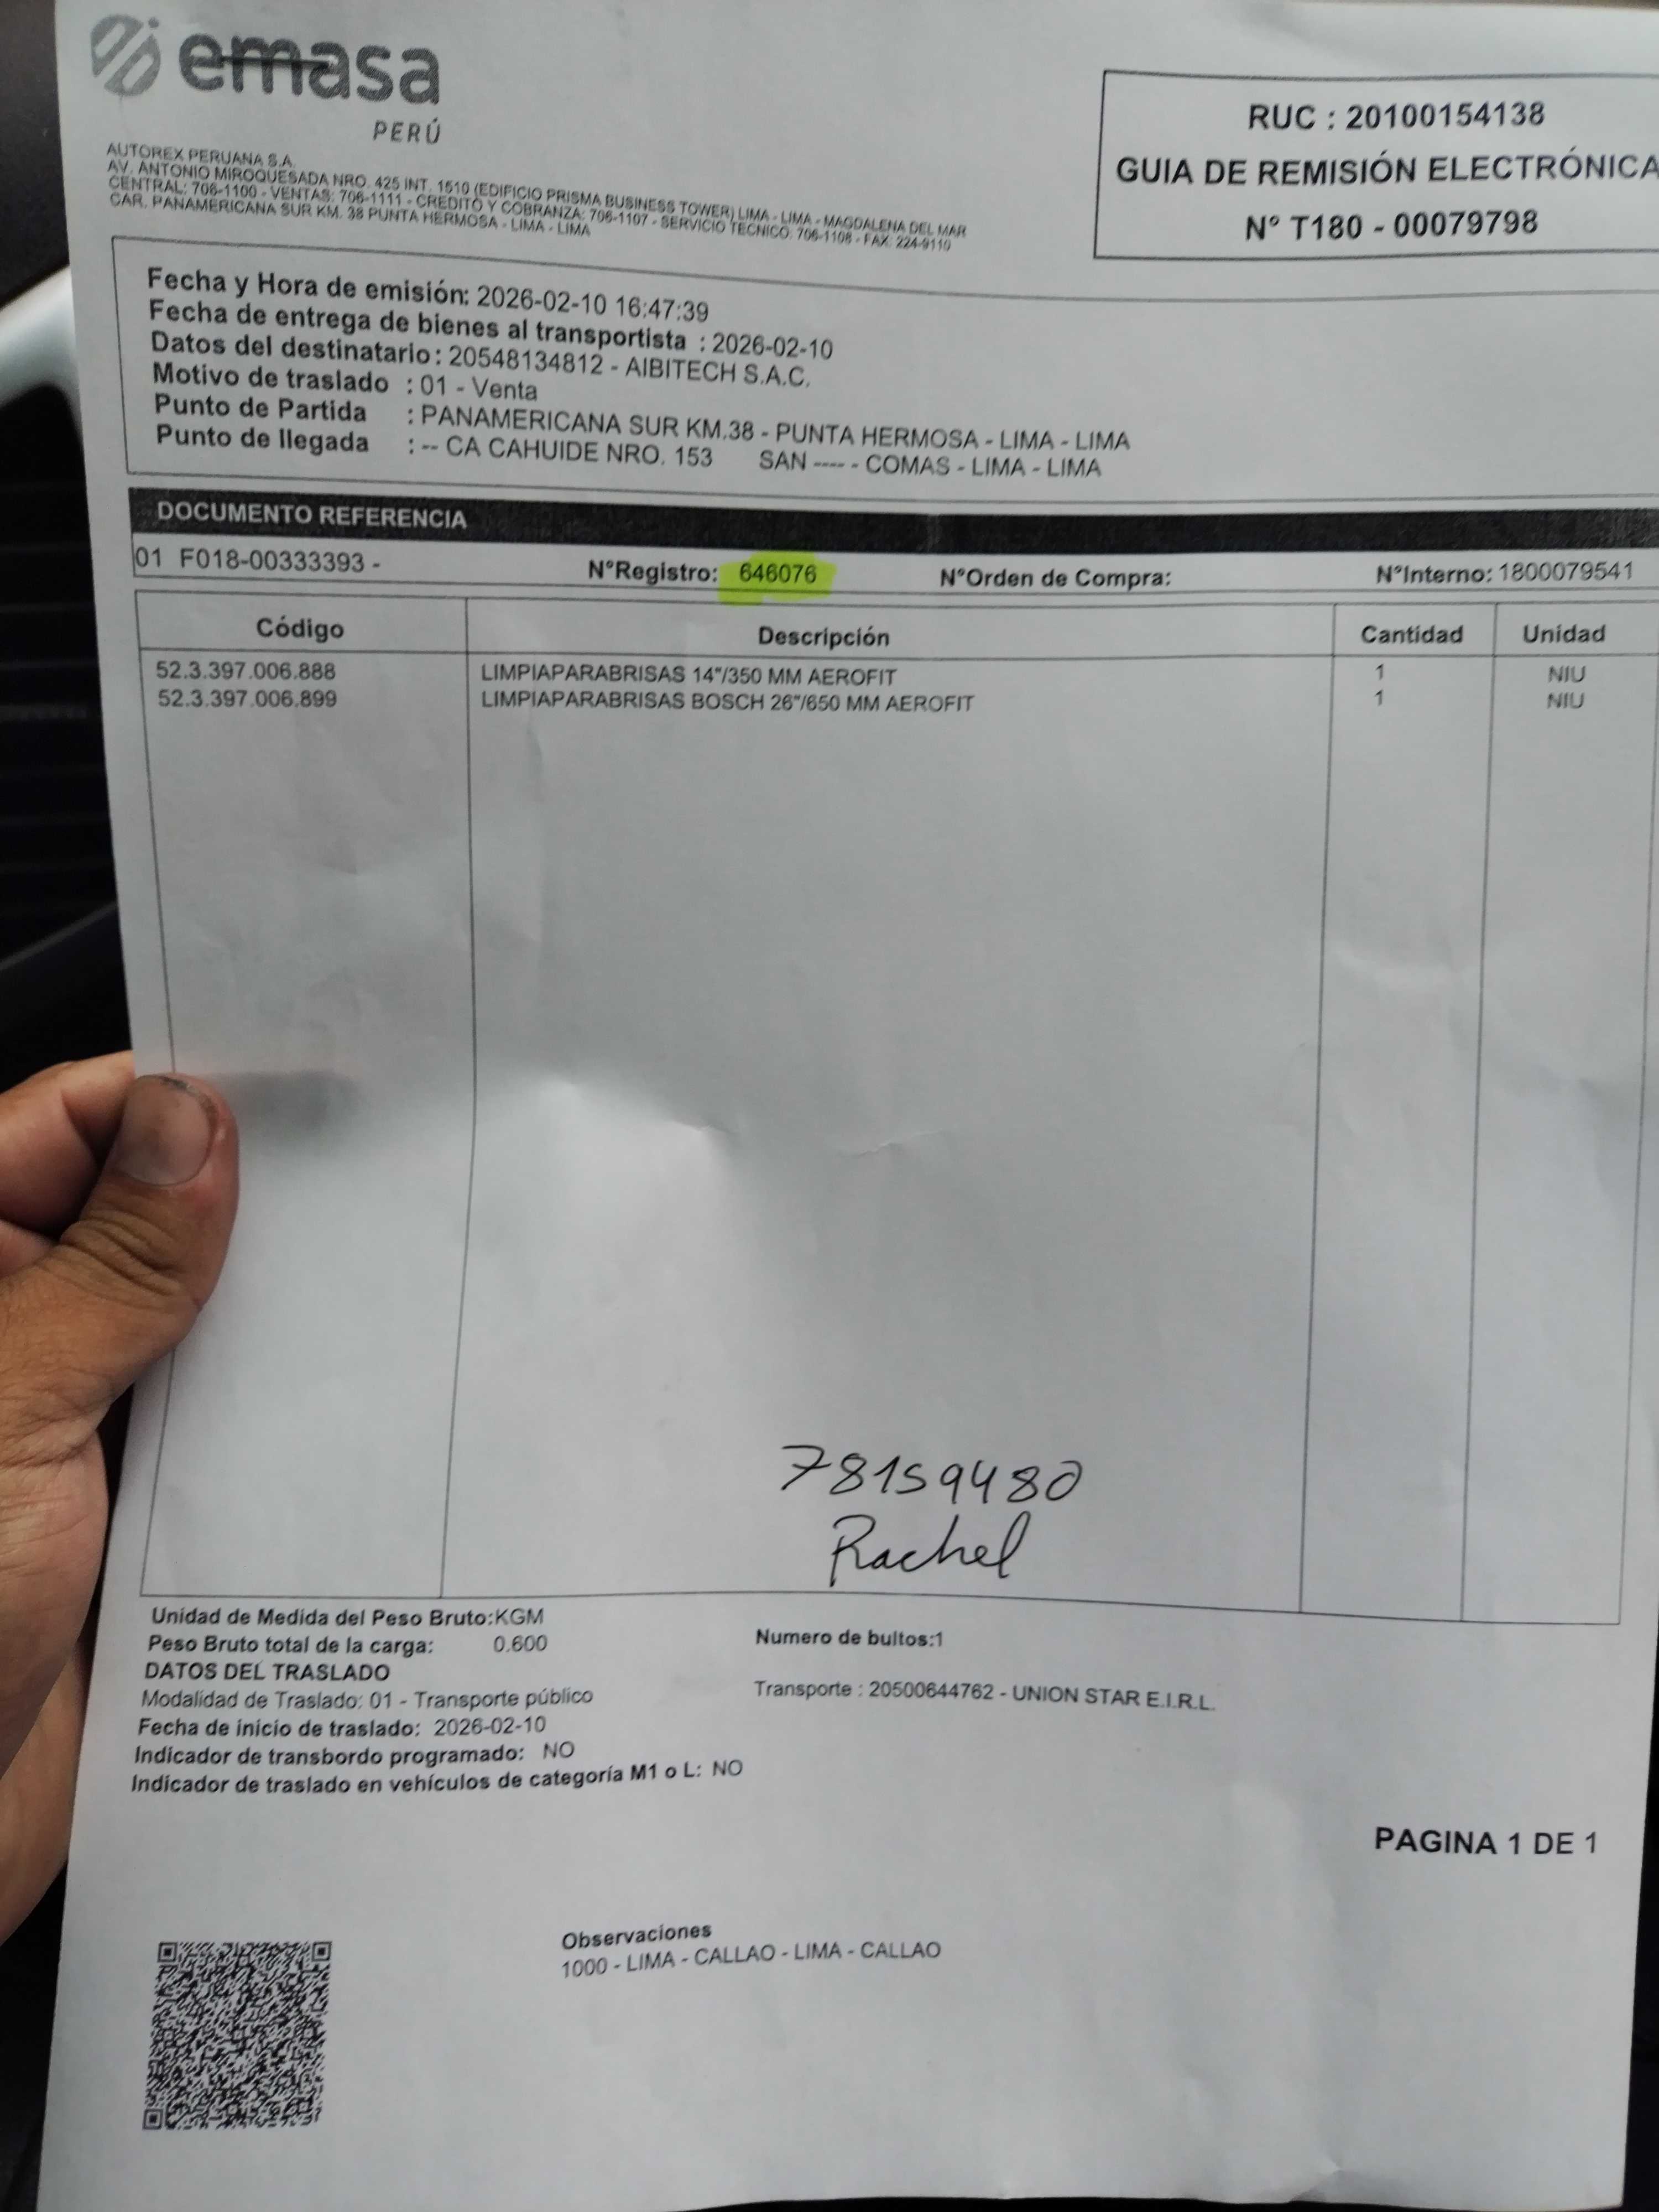 emasa
PERÚ
AUTOREX PERUANA S.A.
AV. ANTONIO MIROQUESADA NRO. 425 INT. 1510 (EDIFICIO PRISMA BUSINESS TOWER) LIMA - LIMA - MAGDALENA DEL MAR
CENTRAL: 706-1100 - VENTAS: 706-1111 - CREDITO Y COBRANZA: 706-1107 - SERVICIO TECNICO: 706-1106 - FAX: 224-9110
CAR. PANAMERICANA SUR KM. 38 PUNTA HERMOSA - LIMA - LIMA
RUC : 20100154138
GUIA DE REMISIÓN ELECTRÓNICA
N° T180 - 00079798
Fecha y Hora de emisión: 2026-02-10 16:47:39
Fecha de entrega de bienes al transportista : 2026-02-10
Datos del destinatario : 20548134812 - AIBITECH S.A.C.
Motivo de traslado : 01 - Venta
Punto de Partida : PANAMERICANA SUR KM.38 - PUNTA HERMOSA - LIMA - LIMA
Punto de llegada : -- CA CAHUIDE NRO. 153 SAN ---- - COMAS - LIMA - LIMA
DOCUMENTO REFERENCIA
01 F018-00333393 - N°Registro: 646076 N°Orden de Compra: N°Interno: 1800079541
Código Descripción Cantidad Unidad
52.3.397.006.888 LIMPIAPARABRISAS 14"/350 MM AEROFIT 1 NIU
52.3.397.006.899 LIMPIAPARABRISAS BOSCH 26"/650 MM AEROFIT 1 NIU
78159480
Rachel
Unidad de Medida del Peso Bruto:KGM
Peso Bruto total de la carga: 0.600 Numero de bultos:1
DATOS DEL TRASLADO
Modalidad de Traslado: 01 - Transporte público Transporte : 20500644762 - UNION STAR E.I.R.L.
Fecha de inicio de traslado: 2026-02-10
Indicador de transbordo programado: NO
Indicador de traslado en vehículos de categoría M1 o L: NO
PAGINA 1 DE 1
Observaciones
1000 - LIMA - CALLAO - LIMA - CALLAO